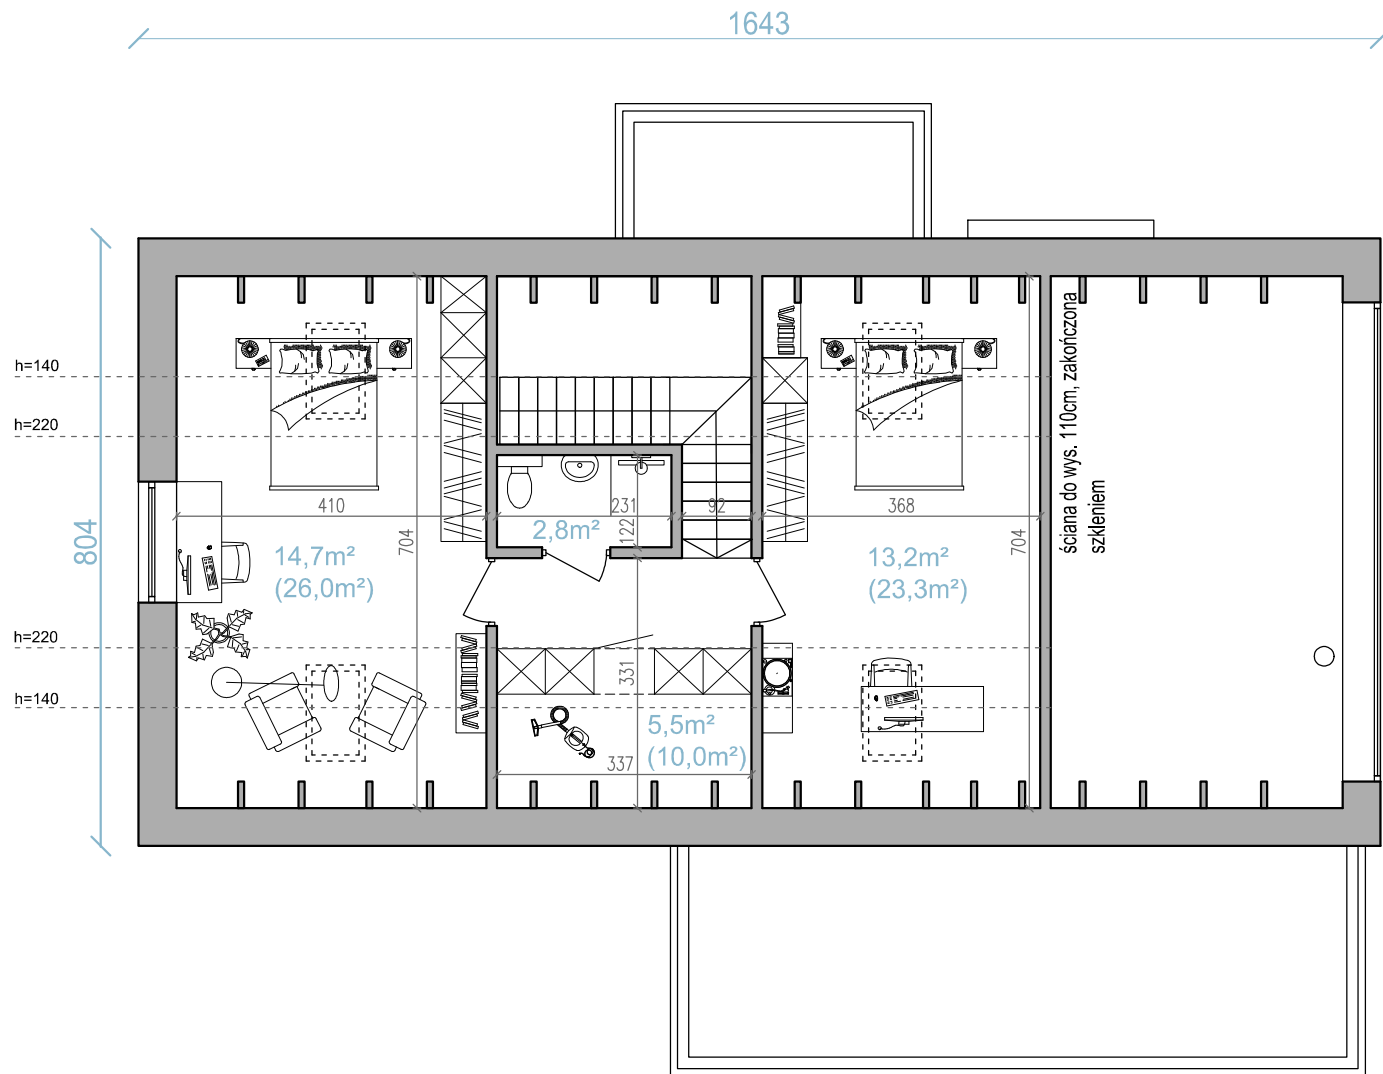 1643
h=140
h=220
804
h=220
h=140
410
704
14,7m²
(26,0m²)
231
92
122
2,8m²
331
5,5m²
(10,0m²)
337
368
704
13,2m²
(23,3m²)
ściana do wys. 110cm, zakończona
szkleniem